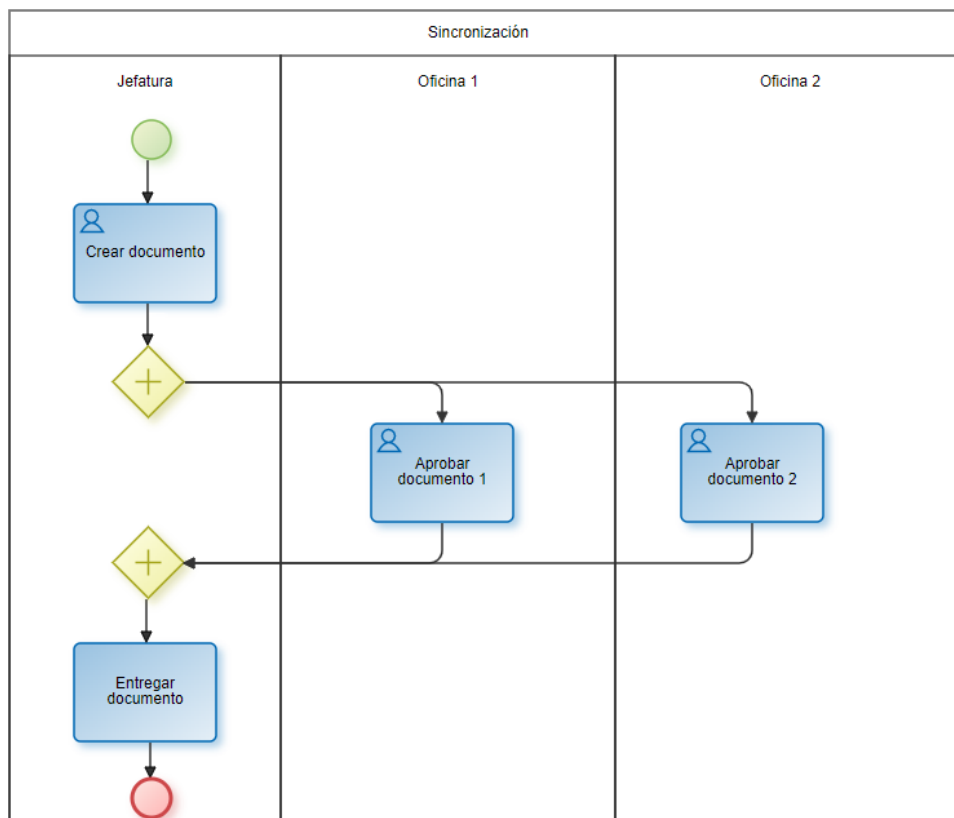 Sincronización
Jefatura
Oficina 1
Oficina 2
Crear documento
Aprobar
documento 1
Aprobar
documento 2
Entregar
documento